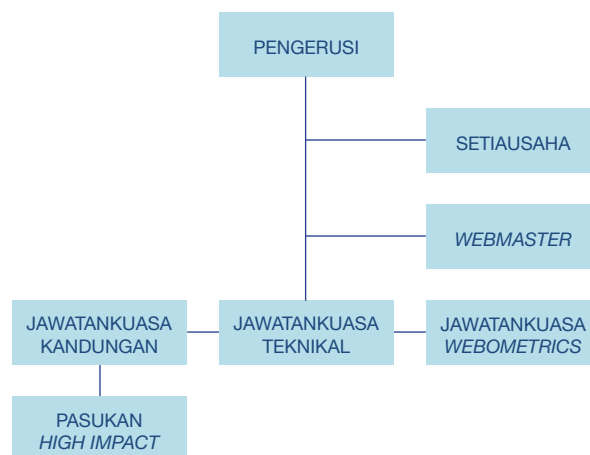 PENGERUSI
SETIAUSAHA
WEBMASTER
JAWATANKUASA
KANDUNGAN
JAWATANKUASA
TEKNIKAL
JAWATANKUASA
WEBOMETRICS
PASUKAN
HIGH IMPACT